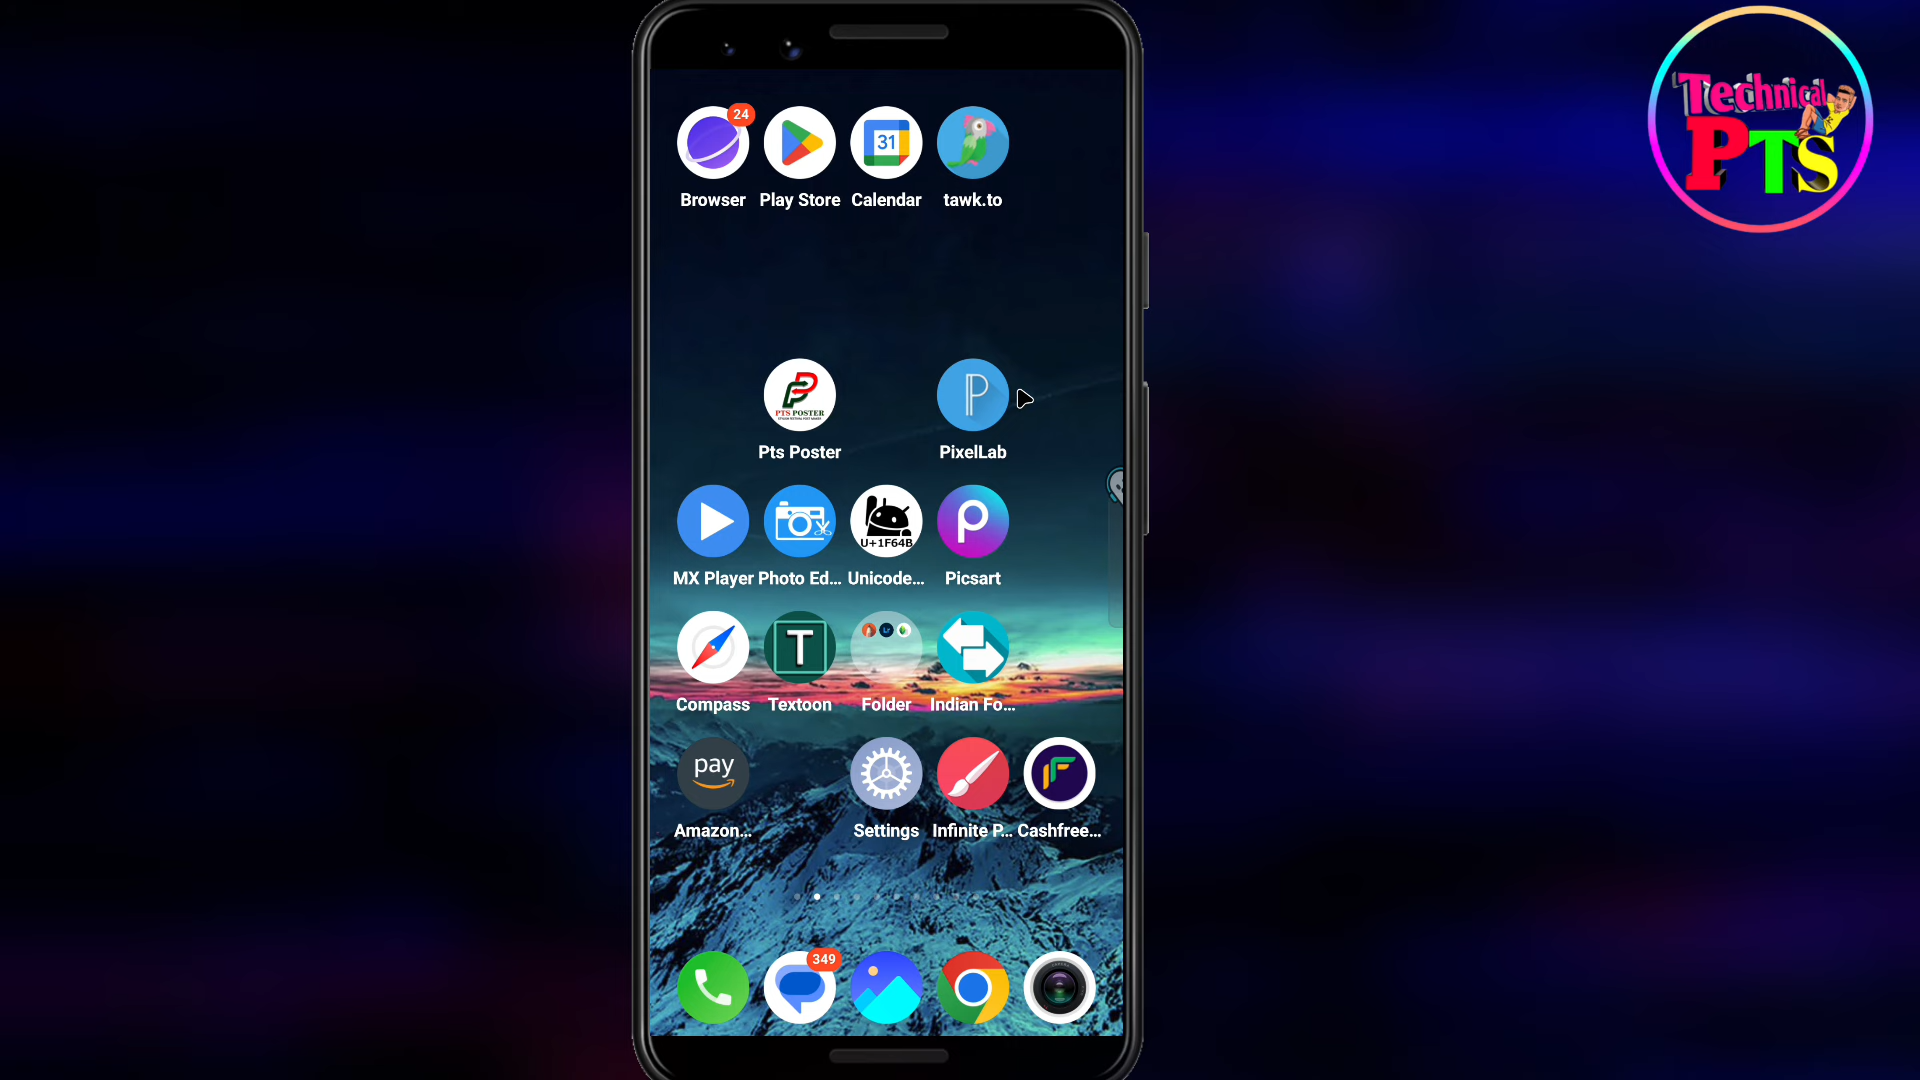 Technical
PTS
24
31
Browser Play Store Calendar tawk.to
PTS POSTER
P
Pts Poster PixelLab
U+1F64B
MX Player Photo Ed... Unicode... Picsart
T
Lr
Compass Textoon Folder Indian Fo...
pay
Amazon... Settings Infinite P... Cashfree...
349